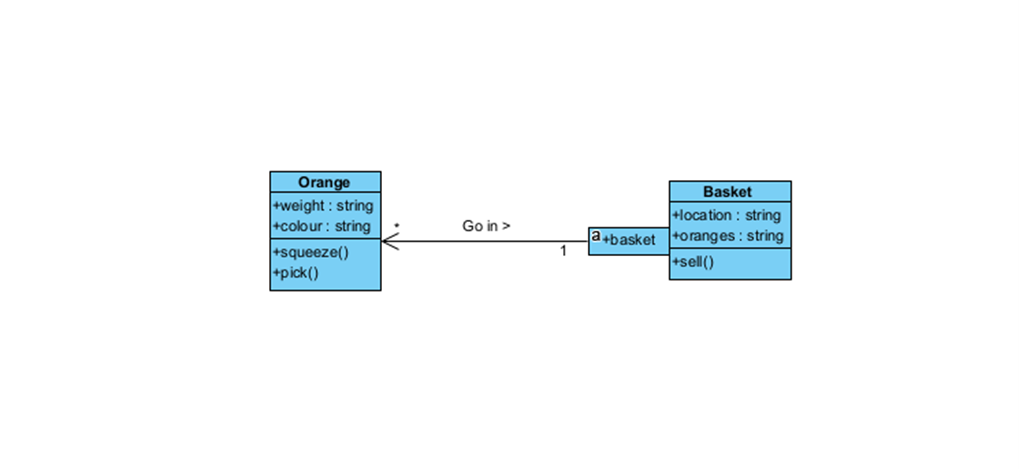 Orange
+weight : string
+colour : string
+squeeze()
+pick()
*
Go in >
1
a
+basket
Basket
+location : string
+oranges : string
+sell()